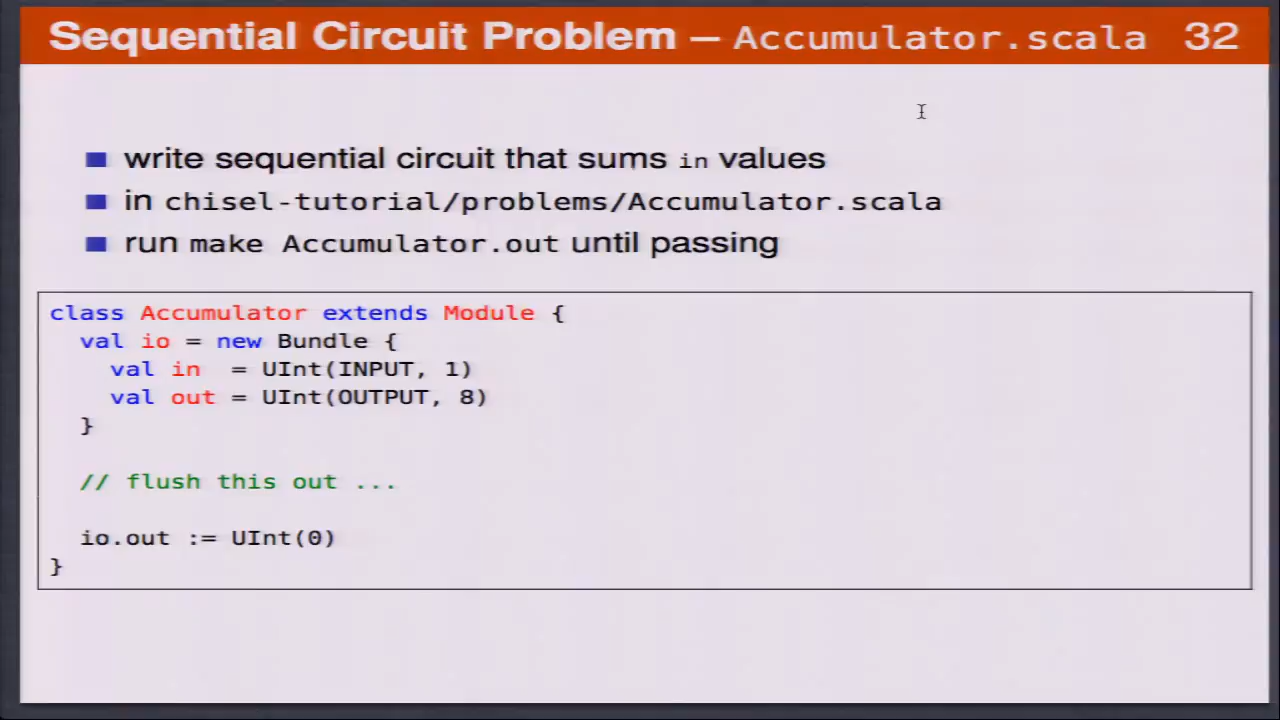 Sequential Circuit Problem – Accumulator.scala 32
write sequential circuit that sums in values
in chisel-tutorial/problems/Accumulator.scala
run make Accumulator.out until passing
class Accumulator extends Module {
  val io = new Bundle {
    val in  = UInt(INPUT, 1)
    val out = UInt(OUTPUT, 8)
  }
  // flush this out ...
  io.out := UInt(0)
}